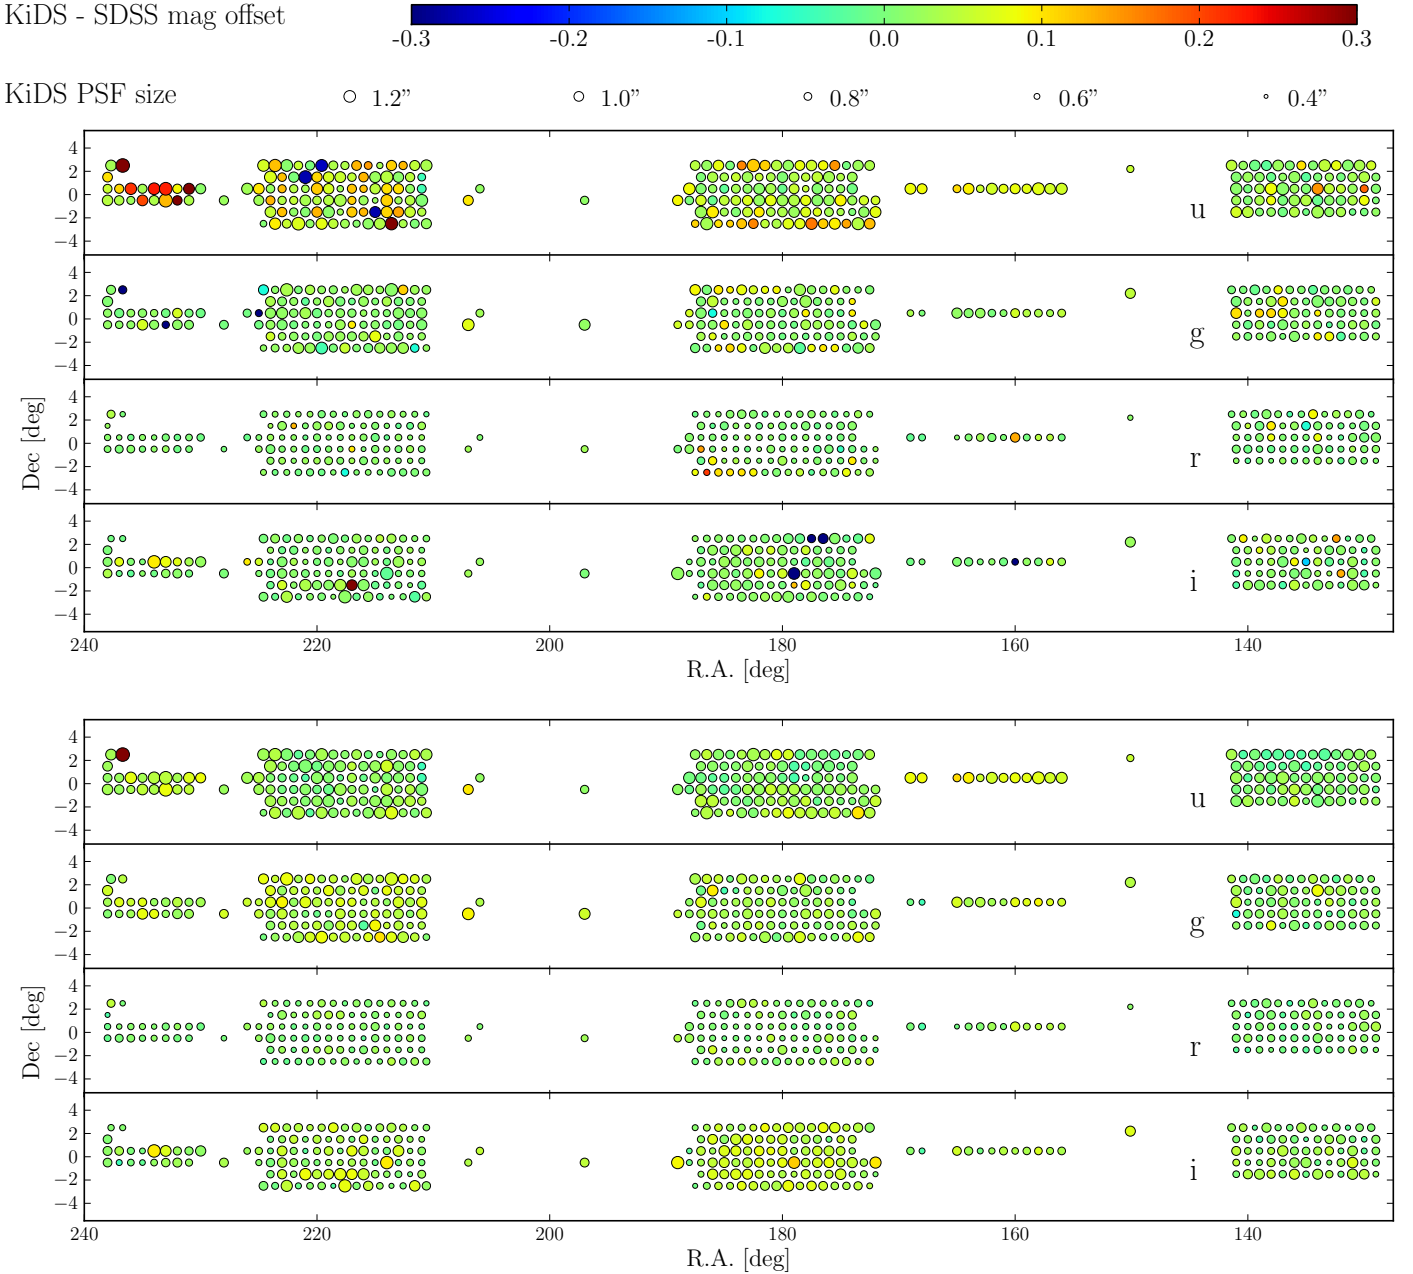 KiDS - SDSS mag offset
-0.3 -0.2 -0.1 0.0 0.1 0.2 0.3
KiDS PSF size 1.2” 1.0” 0.8” 0.6” 0.4”
4
2
0
−2
−4
u
4
2
0
−2
−4
g
4
2
0
−2
−4
r
Dec [deg]
4
2
0
−2
−4
i
240 220 200 180 160 140
R.A. [deg]
4
2
0
−2
−4
u
4
2
0
−2
−4
g
4
2
0
−2
−4
r
Dec [deg]
4
2
0
−2
−4
i
240 220 200 180 160 140
R.A. [deg]